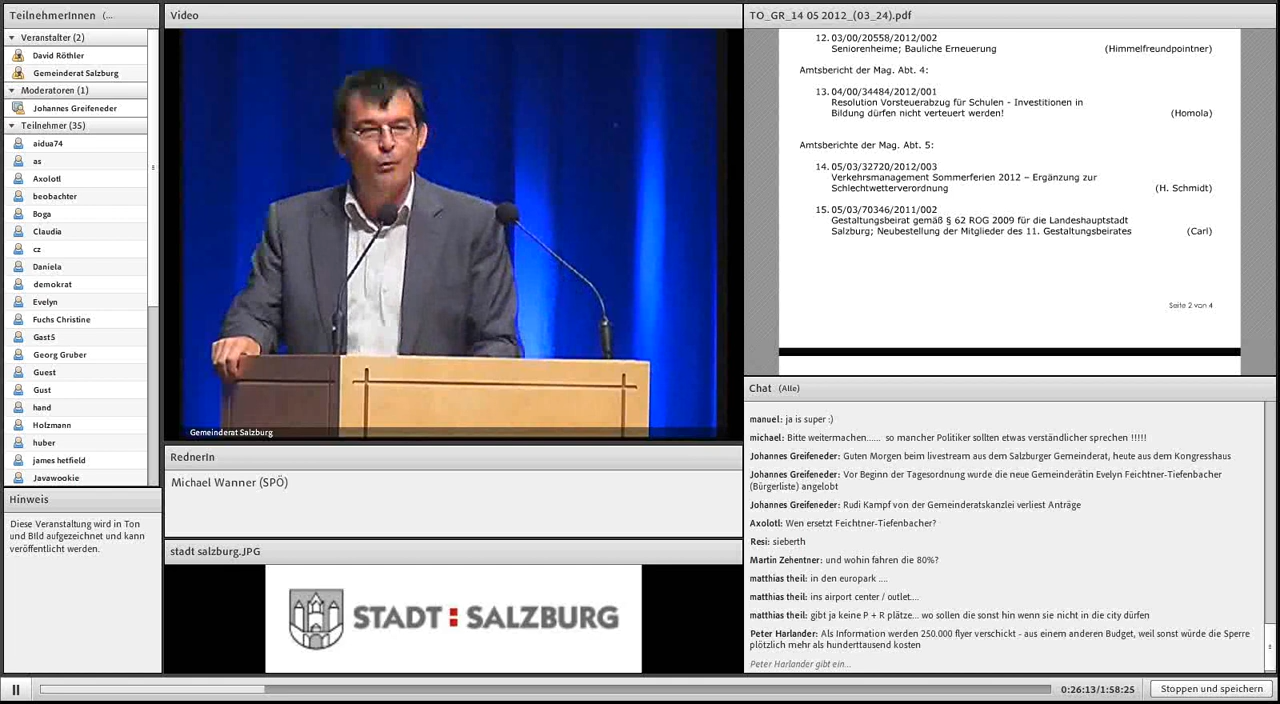 TeilnehmerInnen (...
Veranstalter (2)
David Röthler
Gemeinderat Salzburg
Moderatoren (1)
Johannes Greifeneder
Teilnehmer (35)
aidua74
as
Axolotl
beobachter
Boga
Claudia
cz
Daniela
demokrat
Evelyn
Fuchs Christine
Gast5
Georg Gruber
Guest
Gust
hand
Holzmann
huber
james hetfield
Javawookie
Hinweis
Diese Veranstaltung wird in Ton
und BIld aufgezeichnet und kann
veröffentlicht werden.
Video
Gemeinderat Salzburg
RednerIn
Michael Wanner (SPÖ)
stadt salzburg.JPG
STADT : SALZBURG
TO_GR_14 05 2012_(03_24).pdf
12. 03/00/20558/2012/002
Seniorenheime; Bauliche Erneuerung (Himmelfreundpointner)
Amtsbericht der Mag. Abt. 4:
13. 04/00/34484/2012/001
Resolution Vorsteuerabzug für Schulen - Investitionen in
Bildung dürfen nicht verteuert werden! (Homola)
Amtsberichte der Mag. Abt. 5:
14. 05/03/32720/2012/003
Verkehrsmanagement Sommerferien 2012 – Ergänzung zur
Schlechtwetterverordnung (H. Schmidt)
15. 05/03/70346/2011/002
Gestaltungsbeirat gemäß § 62 ROG 2009 für die Landeshauptstadt
Salzburg; Neubestellung der Mitglieder des 11. Gestaltungsbeirates (Carl)
Seite 2 von 4
Chat (Alle)
manuel: ja is super :)
michael: Bitte weitermachen...... so mancher Politiker sollten etwas verständlicher sprechen !!!!!
Johannes Greifeneder: Guten Morgen beim livestream aus dem Salzburger Gemeinderat, heute aus dem Kongresshaus
Johannes Greifeneder: Vor Beginn der Tagesordnung wurde die neue Gemeinderätin Evelyn Feichtner-Tiefenbacher
(Bürgerliste) angelobt
Johannes Greifeneder: Rudi Kampf von der Gemeinderatskanzlei verliest Anträge
Axolotl: Wen ersetzt Feichtner-Tiefenbacher?
Resi: sieberth
Martin Zehentner: und wohin fahren die 80%?
matthias theil: in den europark ....
matthias theil: ins airport center / outlet....
matthias theil: gibt ja keine P + R plätze... wo sollen die sonst hin wenn sie nicht in die city dürfen
Peter Harlander: Als Information werden 250.000 flyer verschickt - aus einem anderen Budget, weil sonst würde die Sperre
plötzlich mehr als hunderttausend kosten
Peter Harlander gibt ein...
0:26:13/1:58:25
Stoppen und speichern